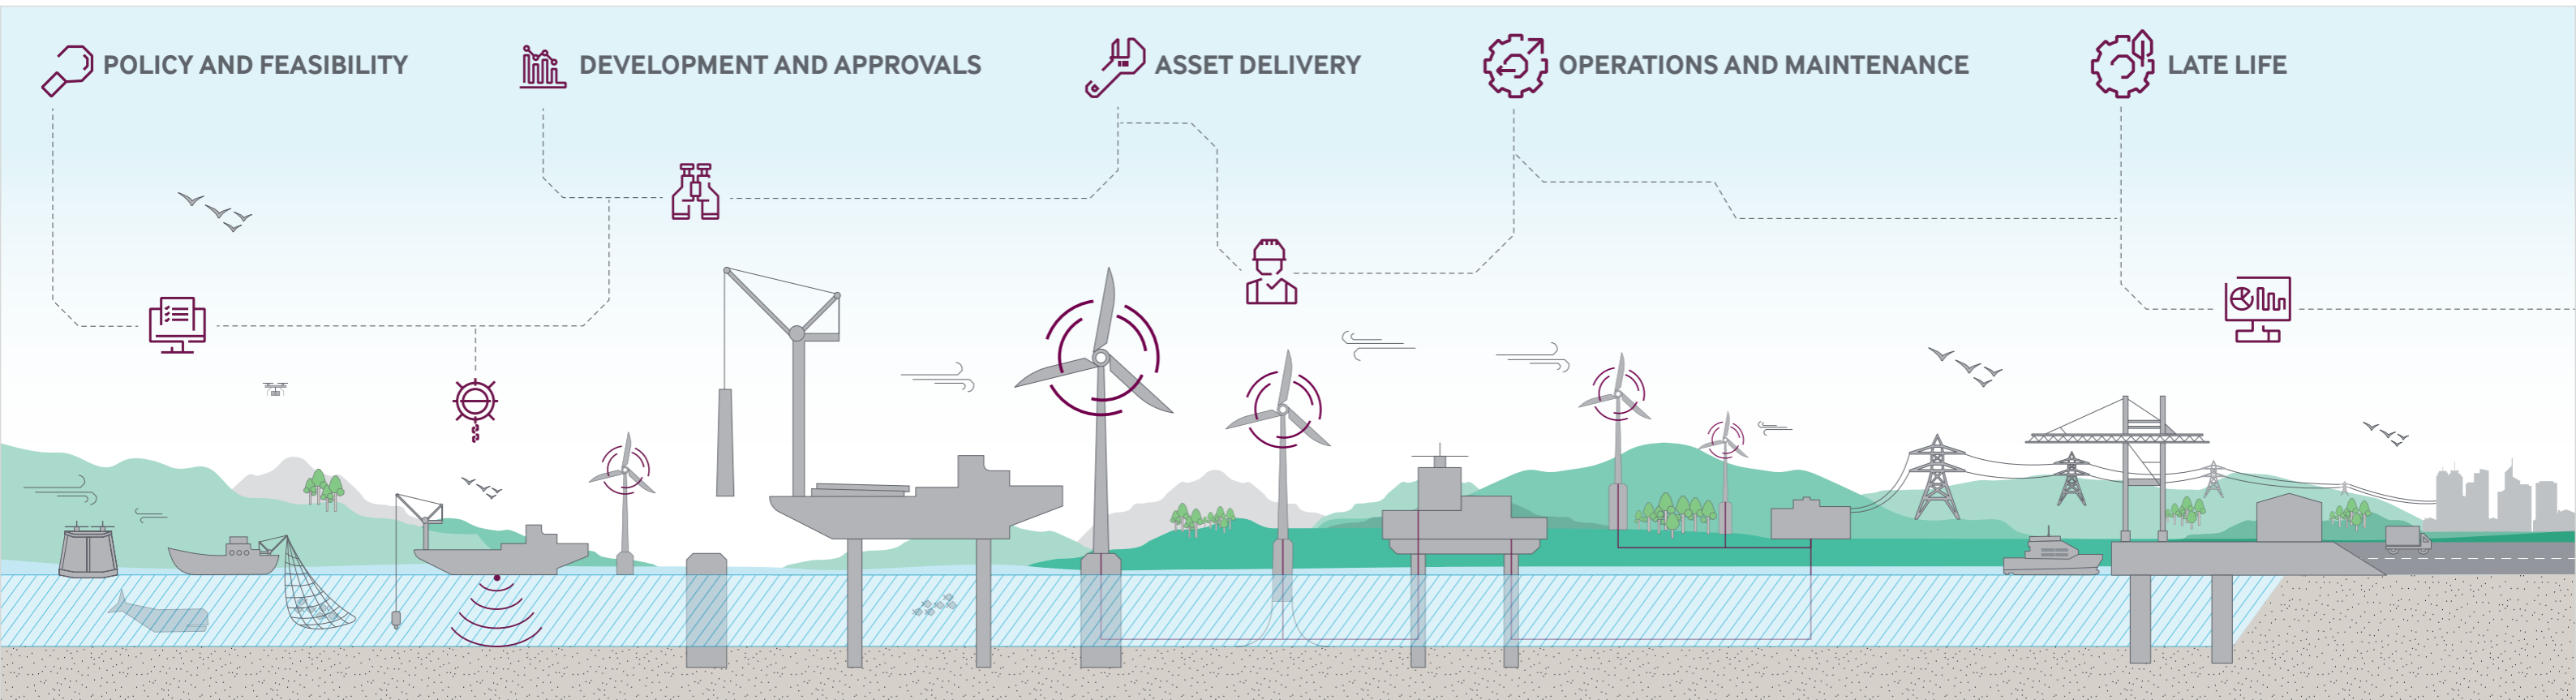 POLICY AND FEASIBILITY
DEVELOPMENT AND APPROVALS
ASSET DELIVERY
OPERATIONS AND MAINTENANCE
LATE LIFE